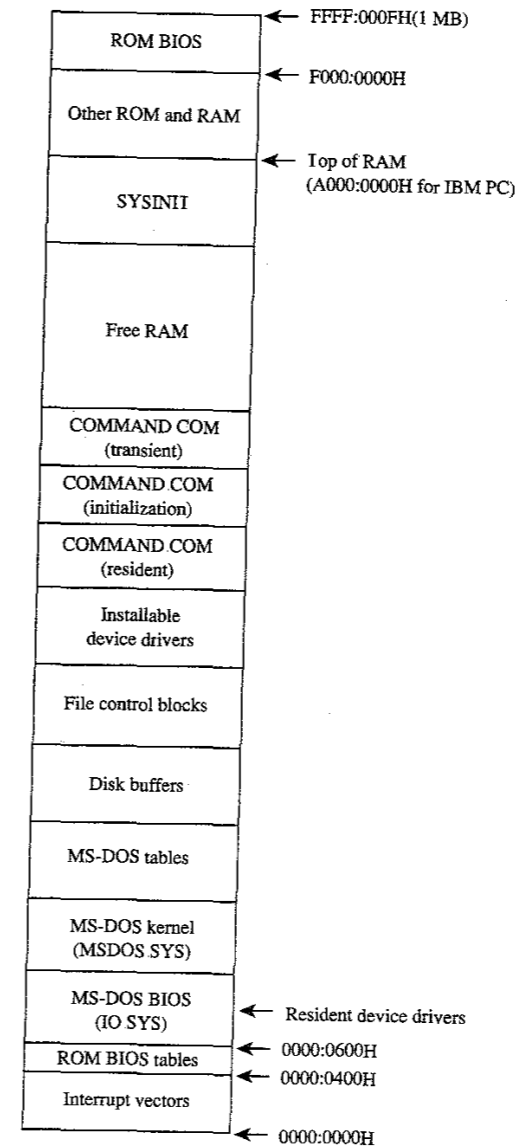 FFFF:000FH(1 MB)
ROM BIOS
F000:0000H
Other ROM and RAM
Top of RAM
(A000:0000H for IBM PC)
SYSINIT
Free RAM
COMMAND COM
(transient)
COMMAND.COM
(initialization)
COMMAND.COM
(resident)
Installable
device drivers
File control blocks
Disk buffers
MS-DOS tables
MS-DOS kernel
(MSDOS SYS)
MS-DOS BIOS
(IO SYS)
Resident device drivers
0000:0600H
ROM BIOS tables
0000:0400H
Interrupt vectors
0000:0000H